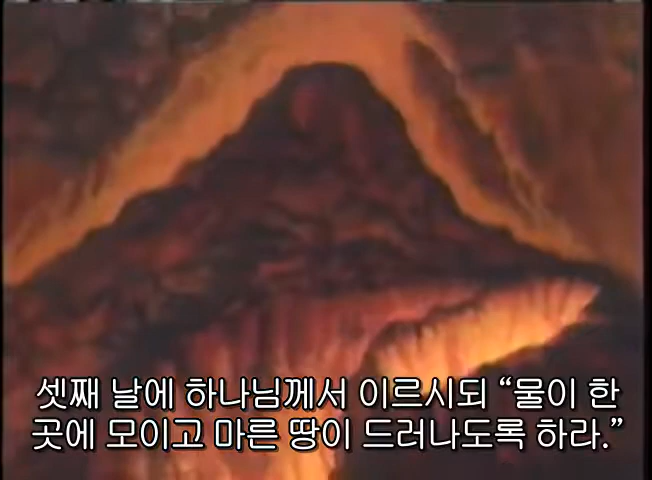 셋째 날에 하나님께서 이르시되 “물이 한
곳에 모이고 마른 땅이 드러나도록 하라.”